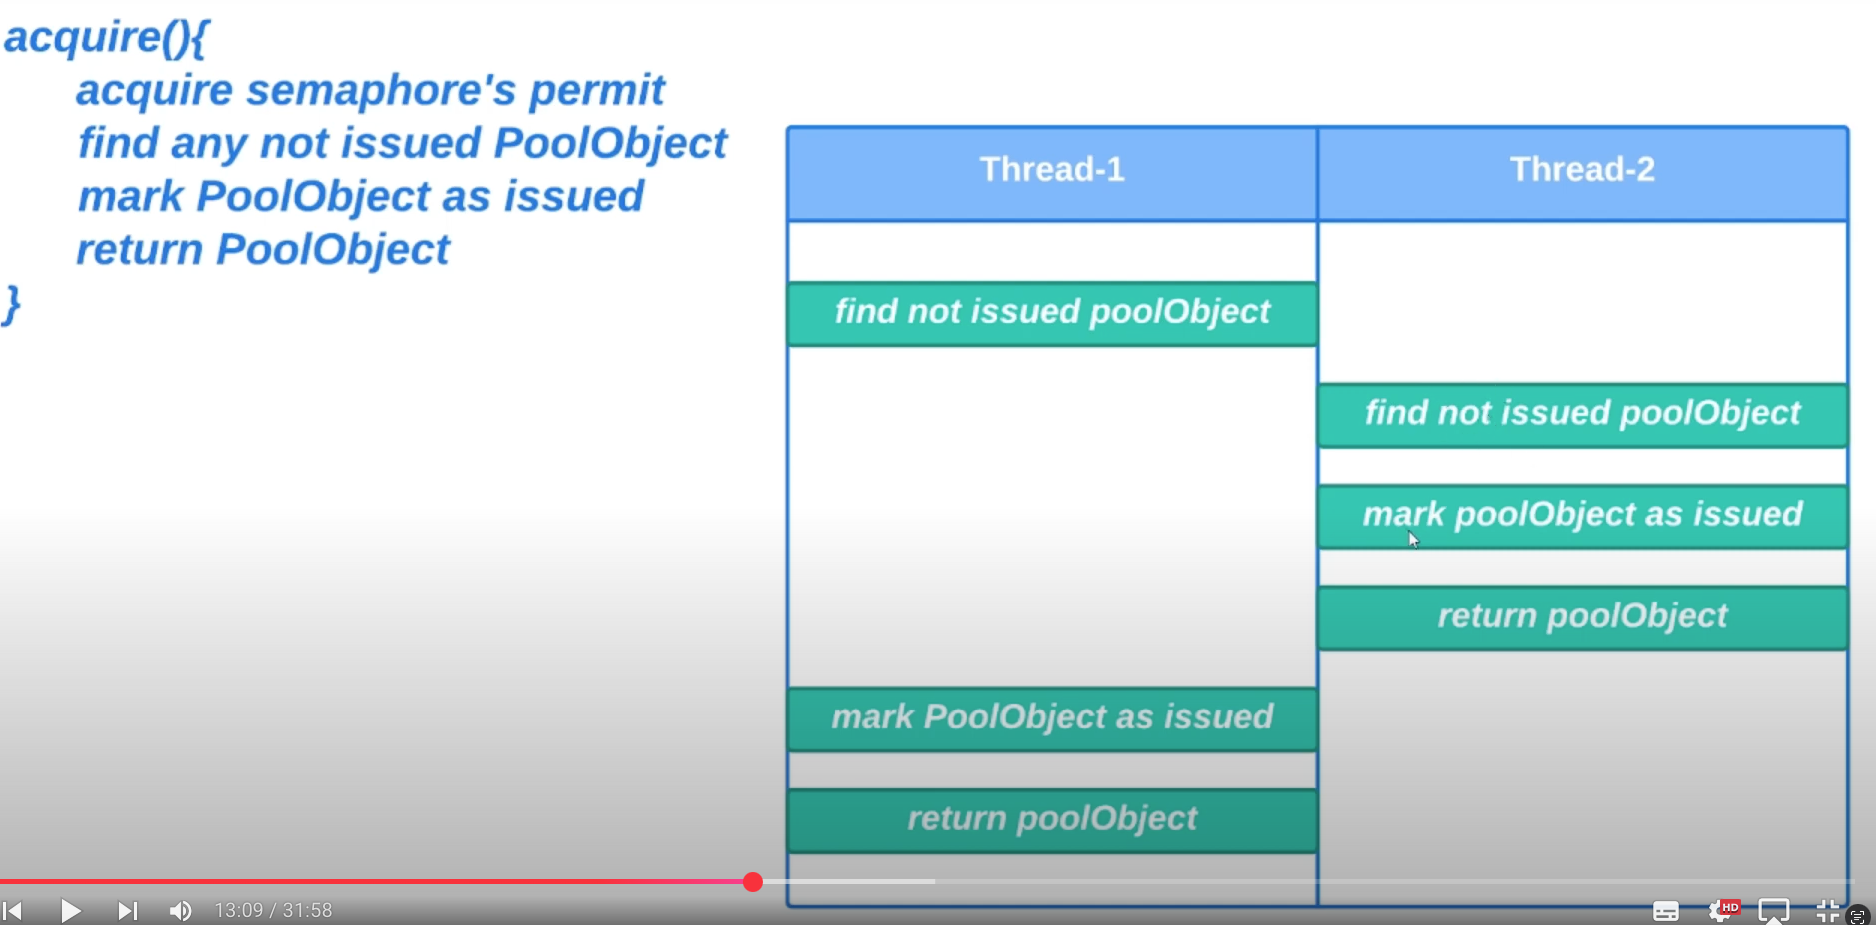 acquire(){
acquire semaphore's permit
find any not issued PoolObject
mark PoolObject as issued
return PoolObject
}
Thread-1
Thread-2
find not issued poolObject
find not issued poolObject
mark poolObject as issued
return poolObject
mark PoolObject as issued
return poolObject
13:09 / 31:58
HD